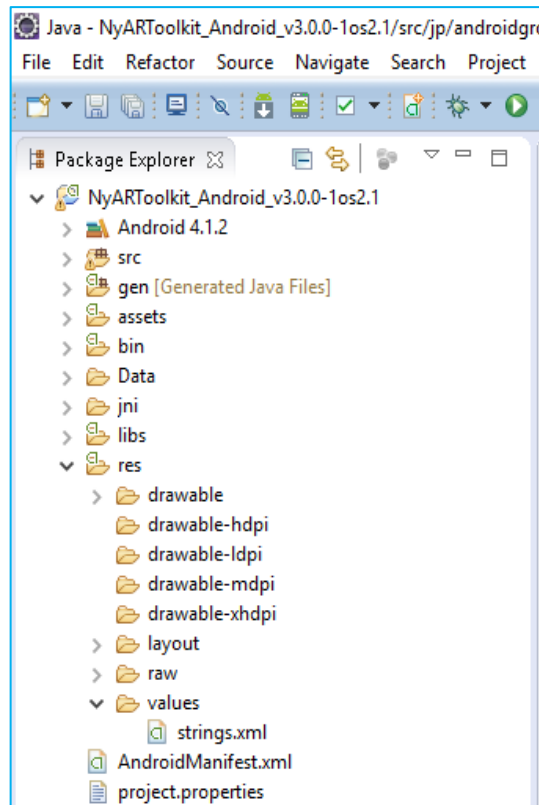 Java - NyARToolkit_Android_v3.0.0-1os2.1/src/jp/androidgr
File Edit Refactor Source Navigate Search Project
Package Explorer
NyARToolkit_Android_v3.0.0-1os2.1
Android 4.1.2
src
gen [Generated Java Files]
assets
bin
Data
jni
libs
res
drawable
drawable-hdpi
drawable-ldpi
drawable-mdpi
drawable-xhdpi
layout
raw
values
strings.xml
AndroidManifest.xml
project.properties